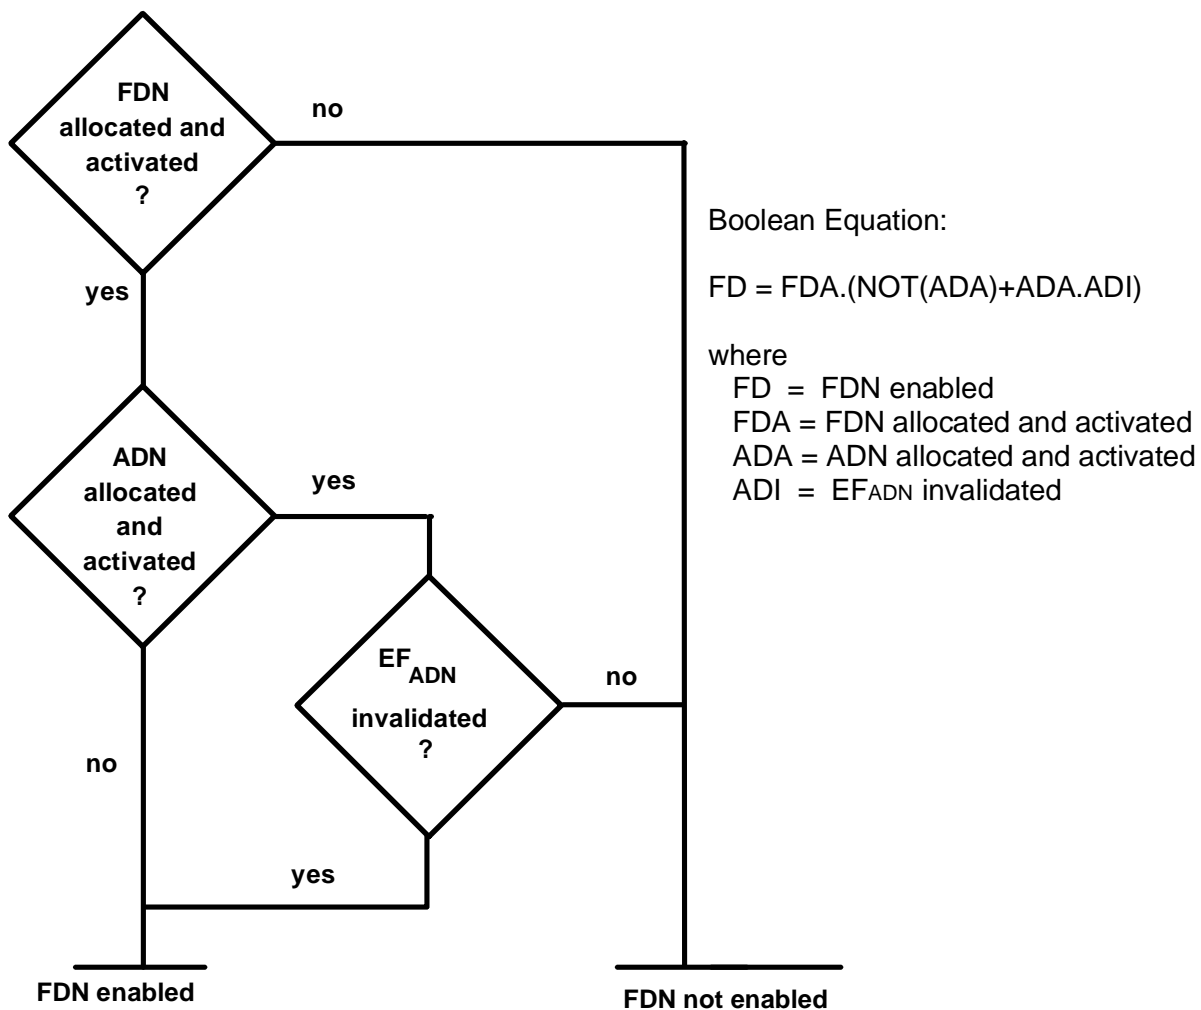 FDN
allocated and
activated
?
no
yes
Boolean Equation:
FD = FDA.(NOT(ADA)+ADA.ADI)
where
FD = FDN enabled
FDA = FDN allocated and activated
ADA = ADN allocated and activated
ADI = EFADN invalidated
ADN
allocated
and
activated
?
yes
EFADN
invalidated
?
no
no
yes
FDN enabled
FDN not enabled